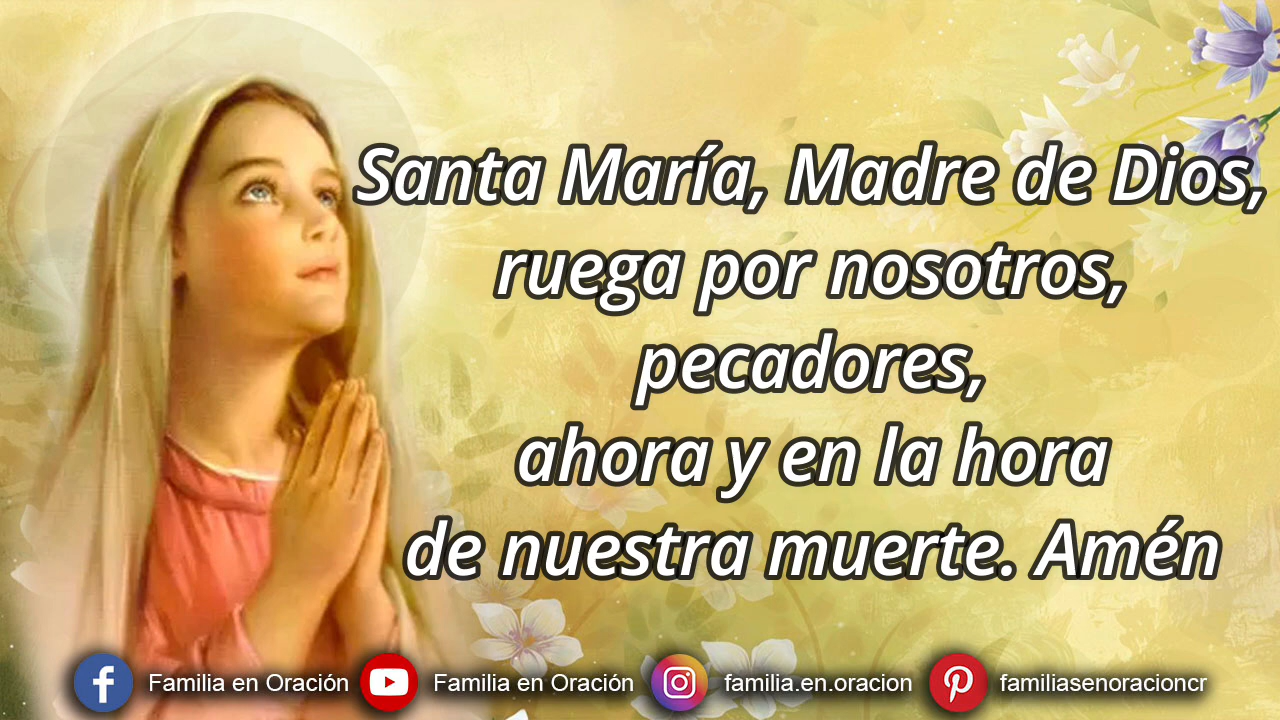 Santa María, Madre de Dios,
ruega por nosotros,
pecadores,
ahora y en la hora
de nuestra muerte. Amén
Familia en Oración
Familia en Oración
familia.en.oracion
familiasenoracioncr